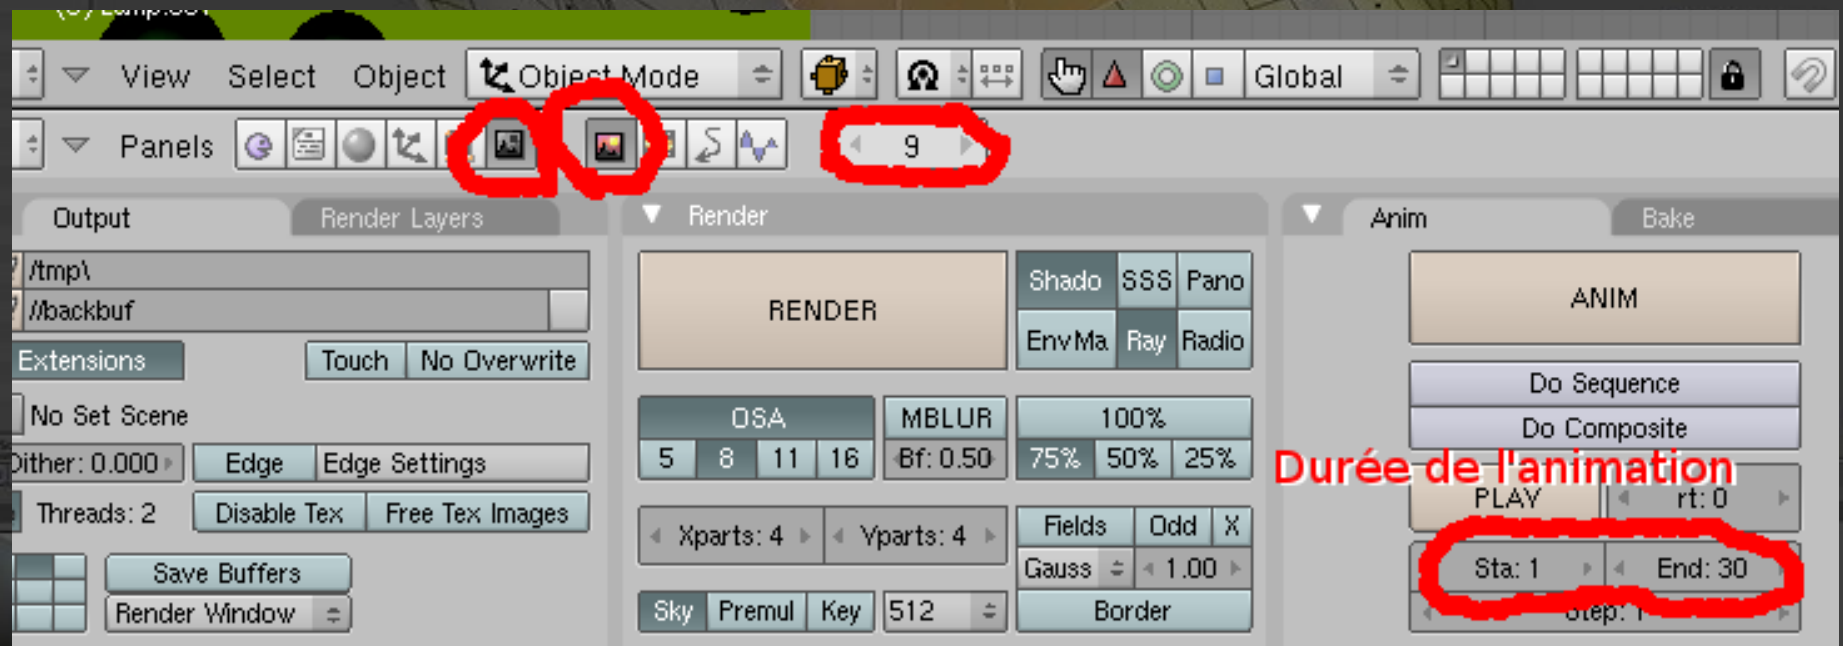 View Select Object Object Mode Global
Panels 9
Output Render Layers Render Anim Bake
/tmp\
//backbuf
RENDER
Shado SSS Pano
ANIM
EnvMa Ray Radio
Extensions Touch No Overwrite
Do Sequence
No Set Scene
OSA MBLUR 100%
Do Composite
Dither: 0.000 Edge Edge Settings
5 8 11 16 Bf: 0.50 75% 50% 25%
Durée de l'animation
PLAY rt: 0
Threads: 2 Disable Tex Free Tex Images
Xparts: 4 Yparts: 4
Fields Odd X
Gauss 1.00
Sta: 1 End: 30
Save Buffers
Render Window
Sky Premul Key 512 Border
Step: 1